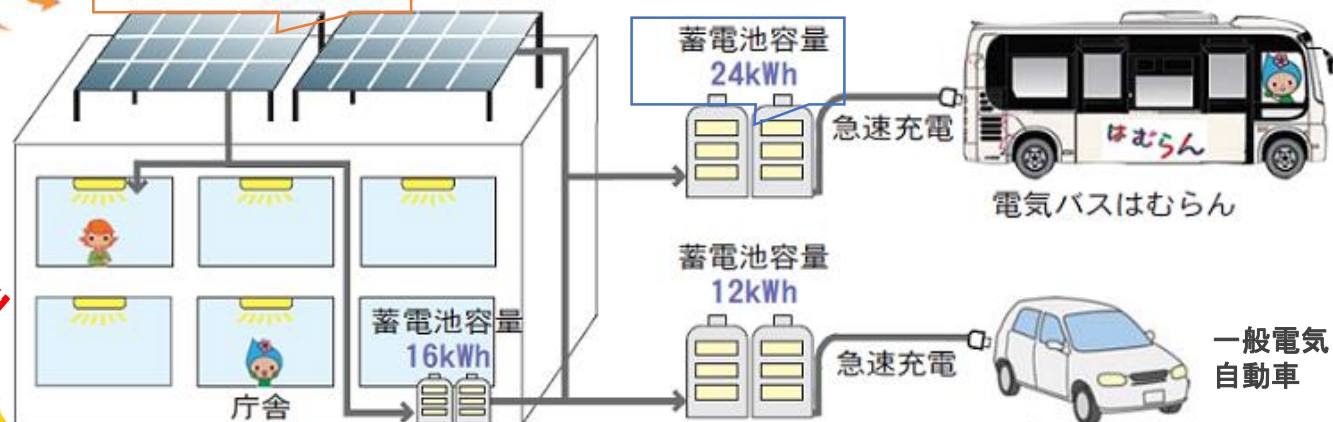 蓄電池容量
24kWh
急速充電
はむらん
電気バスはむらん
蓄電池容量
12kWh
急速充電
一般電気
自動車
蓄電池容量
16kWh
庁舎